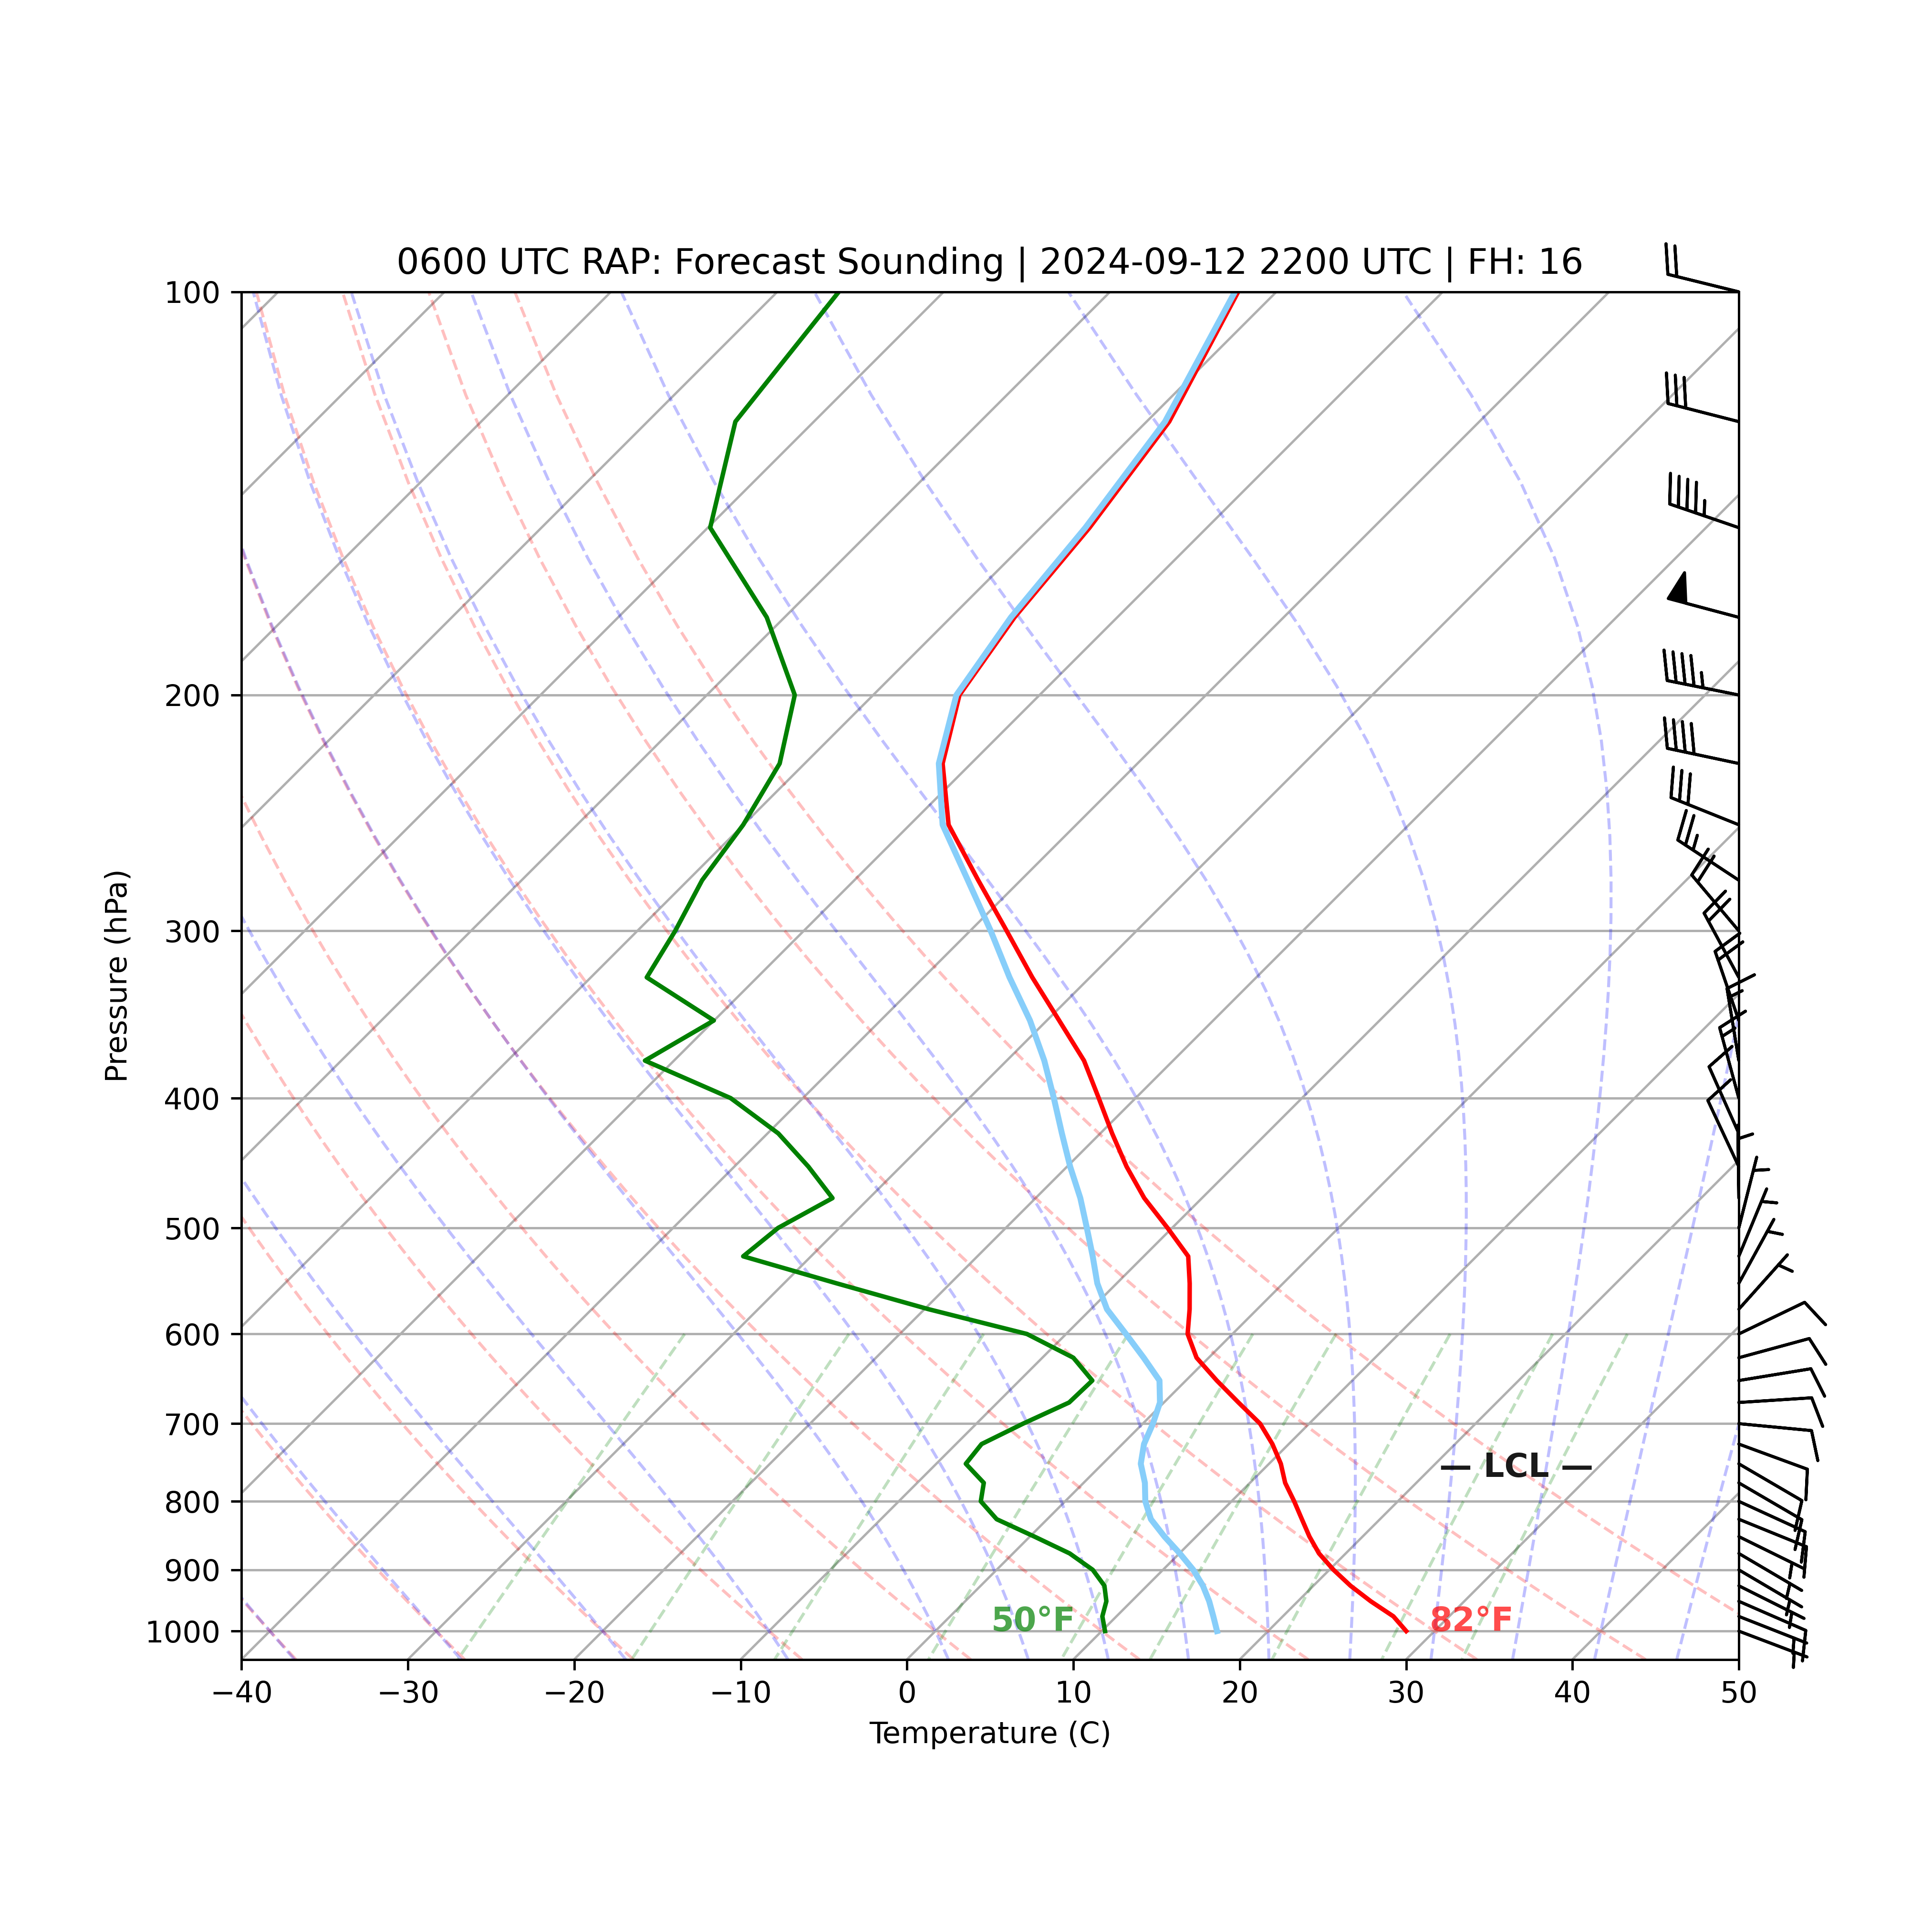 0600 UTC RAP: Forecast Sounding | 2024-09-12 2200 UTC | FH: 16
100
200
300
400
500
600
700
800
900
1000
Pressure (hPa)
— LCL —
50°F
82°F
−40 −30 −20 −10 0 10 20 30 40 50
Temperature (C)